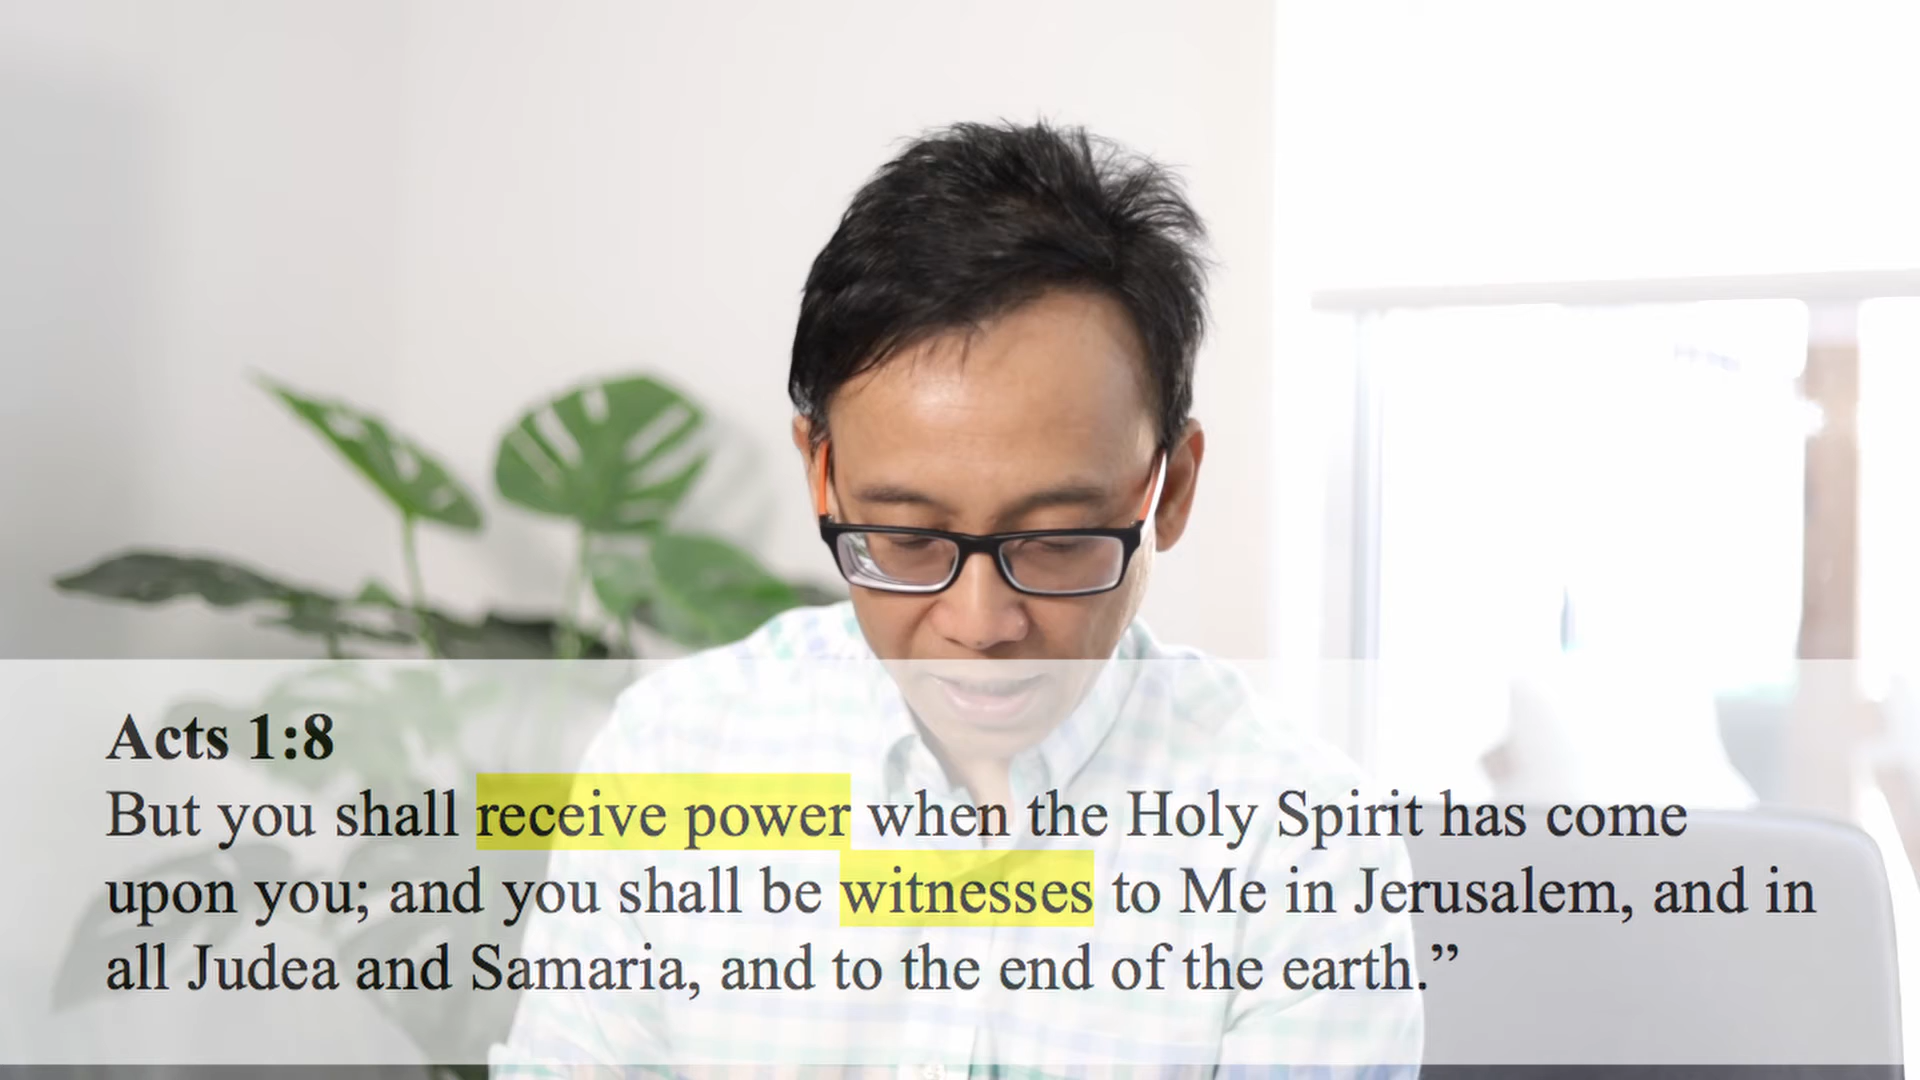 Acts 1:8
But you shall receive power when the Holy Spirit has come
upon you; and you shall be witnesses to Me in Jerusalem, and in
all Judea and Samaria, and to the end of the earth.”